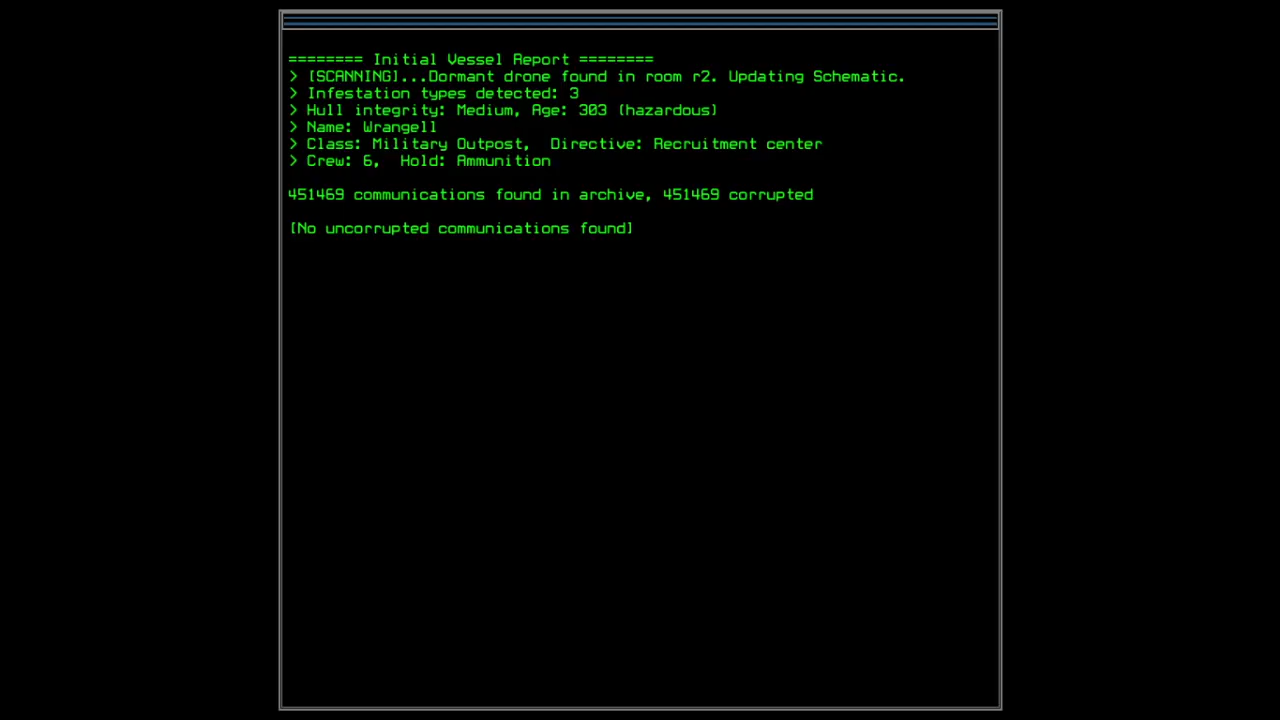 ======== Initial Vessel Report ========
> [SCANNING]...Dormant drone found in room r2. Updating Schematic.
> Infestation types detected: 3
> Hull integrity: Medium, Age: 303 (hazardous)
> Name: Wrangell
> Class: Military Outpost,  Directive: Recruitment center
> Crew: 6,  Hold: Ammunition
451469 communications found in archive, 451469 corrupted
[No uncorrupted communications found]